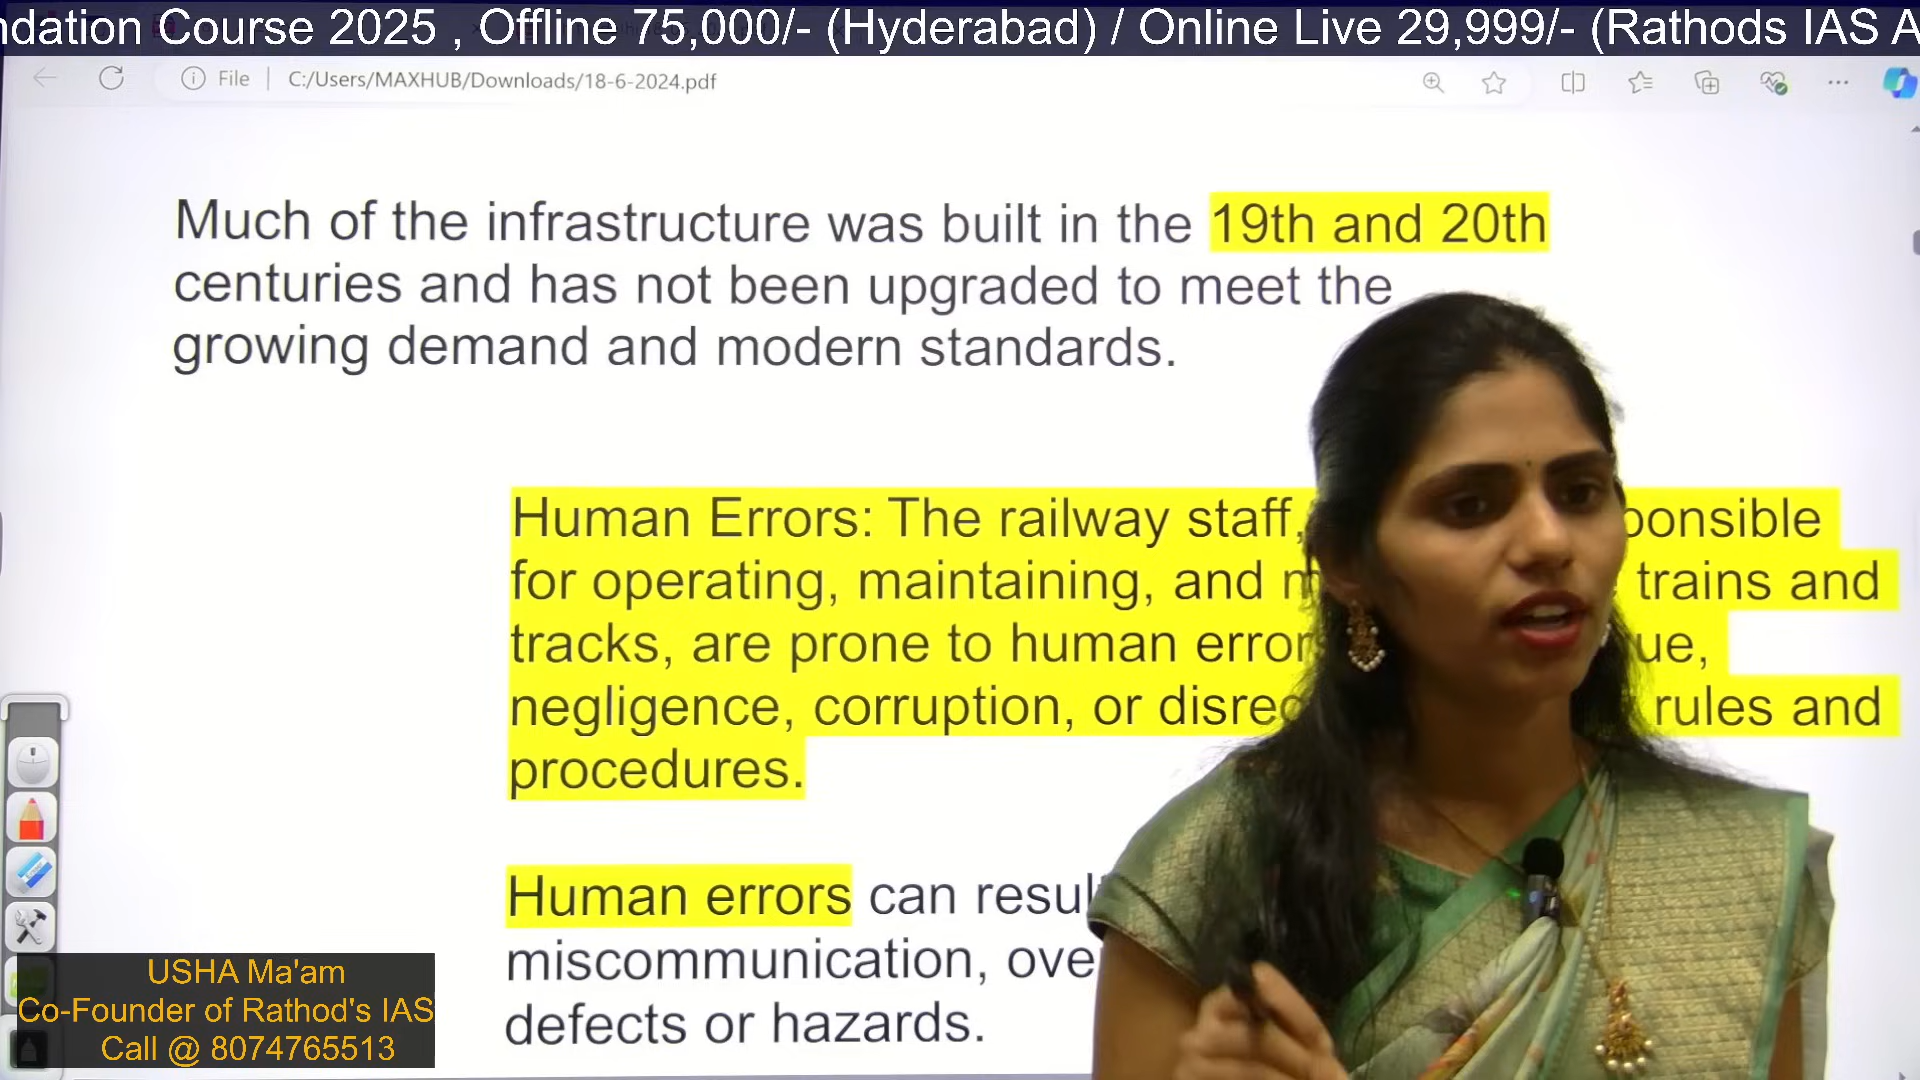 ndation Course 2025 , Offline 75,000/- (Hyderabad) / Online Live 29,999/- (Rathods IAS A
File | C:/Users/MAXHUB/Downloads/18-6-2024.pdf
Much of the infrastructure was built in the 19th and 20th
centuries and has not been upgraded to meet the
growing demand and modern standards.
Human Errors: The railway staff, ponsible
for operating, maintaining, and m trains and
tracks, are prone to human error ue,
negligence, corruption, or disreg rules and
procedures.
Human errors can resul
miscommunication, ove
defects or hazards.
USHA Ma'am
Co-Founder of Rathod's IAS
Call @ 8074765513